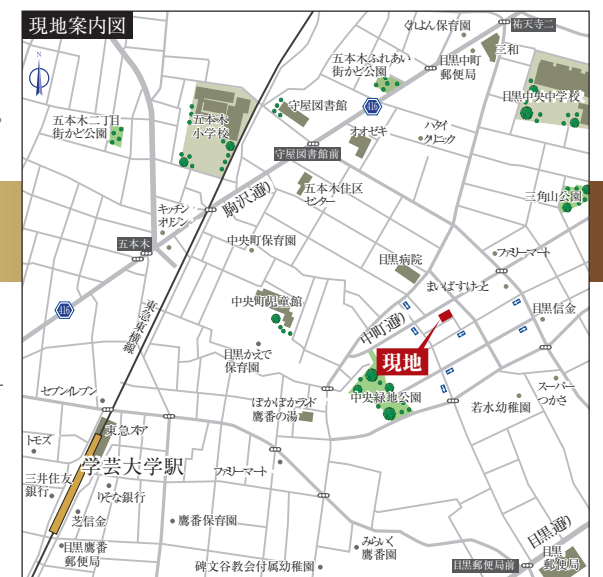 現地案内図
N
くれよん保育園
祐天寺二
三和
五本木ふれあい
街かど公園
目黒中町
郵便局
目黒中央中学校
守屋図書館
416
五本木二丁目
街かど公園
五本木
小学校
オオゼキ
ハタイ
クリニック
守屋図書館前
五本木住区
センター
駒沢通り
三角山公園
キッチン
オリジン
五本木
中央町保育園
目黒病院
ファミリーマート
まいばすけっと
416
東急東横線
中央町児童館
中町通り
目黒信金
目黒かえで
保育園
現地
セブンイレブン
ぽかぽかランド
鷹番の湯
中央緑地公園
スーパー
つかさ
若水幼稚園
東急ストア
トモズ
学芸大学駅
ファミリーマート
三井住友
銀行
りそな銀行
芝信金
鷹番保育園
目黒通り
目黒鷹番
郵便局
みらいく
鷹番園
碑文谷教会付属幼稚園
目黒郵便局前
目黒
郵便局